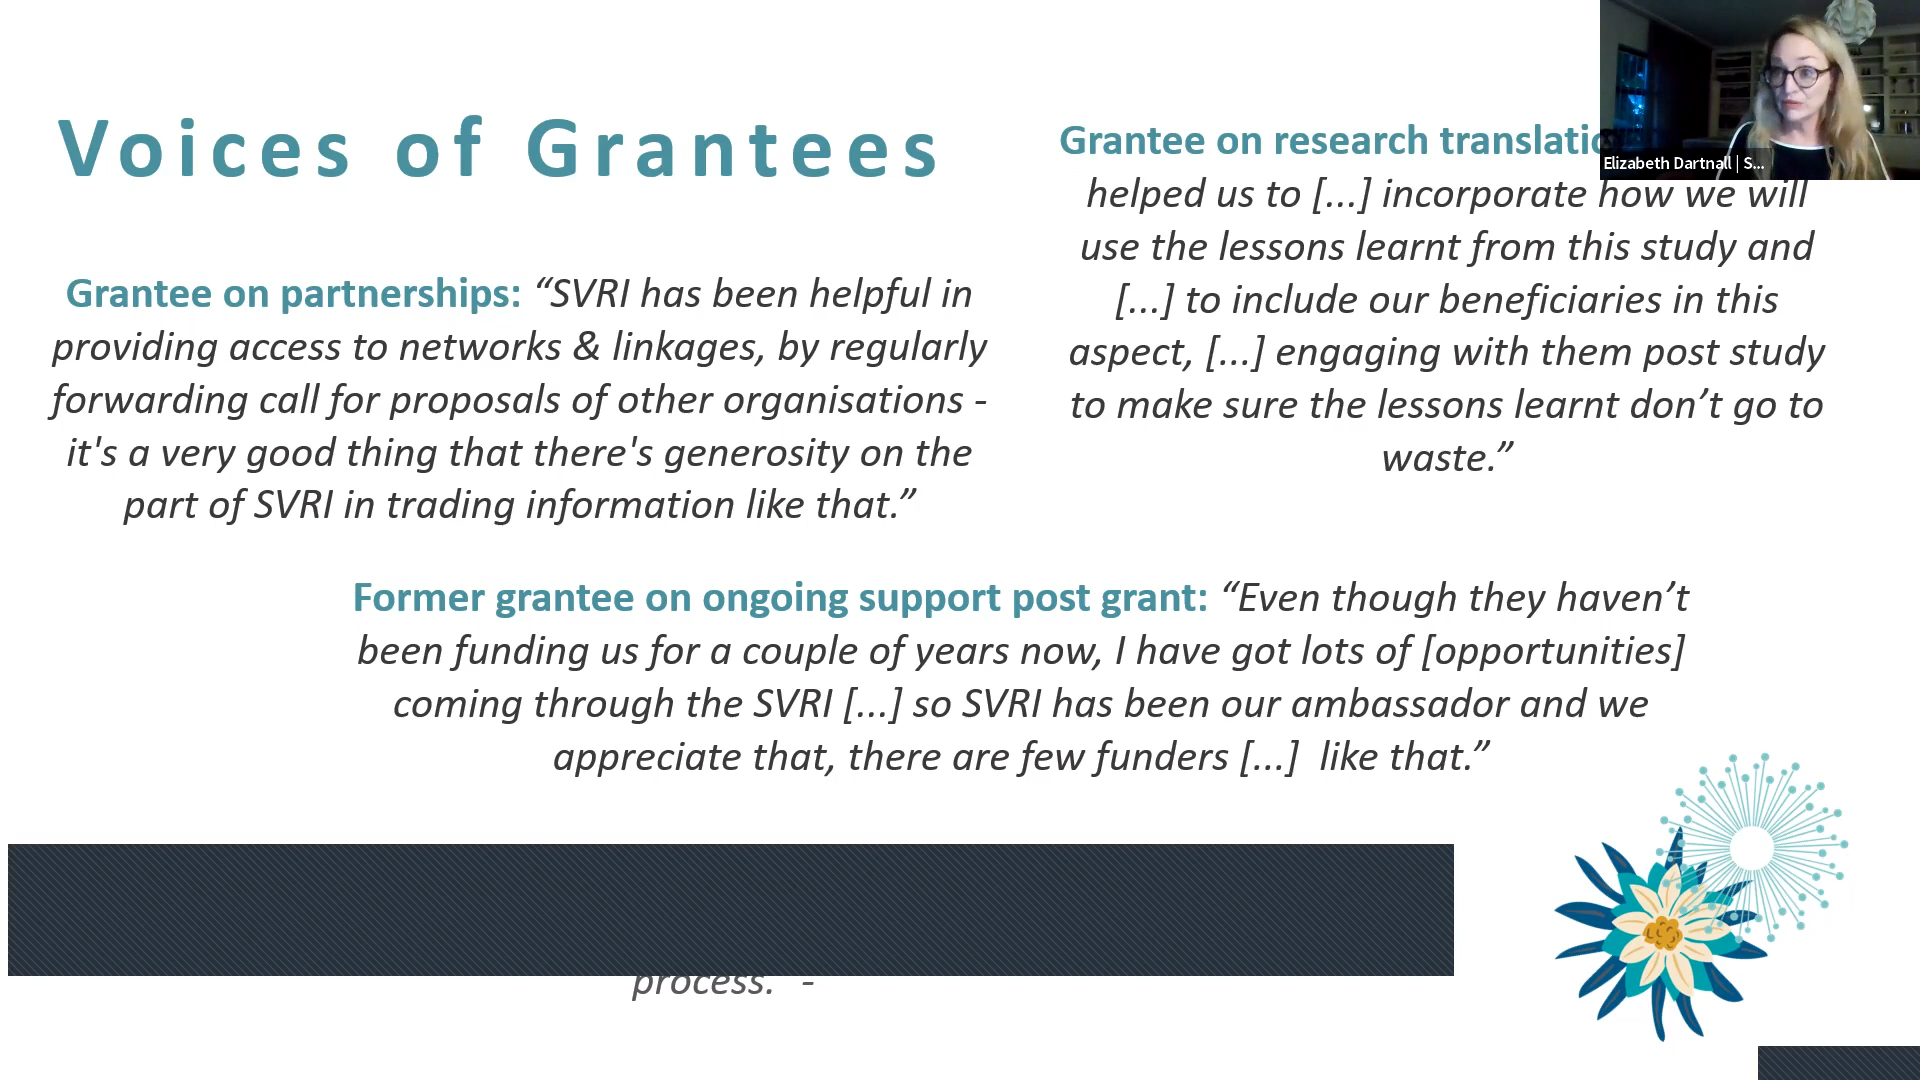 Voices of Grantees
Grantee on partnerships: “SVRI has been helpful in
providing access to networks & linkages, by regularly
forwarding call for proposals of other organisations -
it's a very good thing that there's generosity on the
part of SVRI in trading information like that.”
Grantee on research
helped us to [...] incorporate how we will
use the lessons learnt from this study and
[...] to include our beneficiaries in this
aspect, [...] engaging with them post study
to make sure the lessons learnt don’t go to
waste.”
Former grantee on ongoing support post grant: “Even though they haven’t
been funding us for a couple of years now, I have got lots of [opportunities]
coming through the SVRI [...] so SVRI has been our ambassador and we
appreciate that, there are few funders [...]  like that.”
process.  -
Elizabeth Dartnall | S...